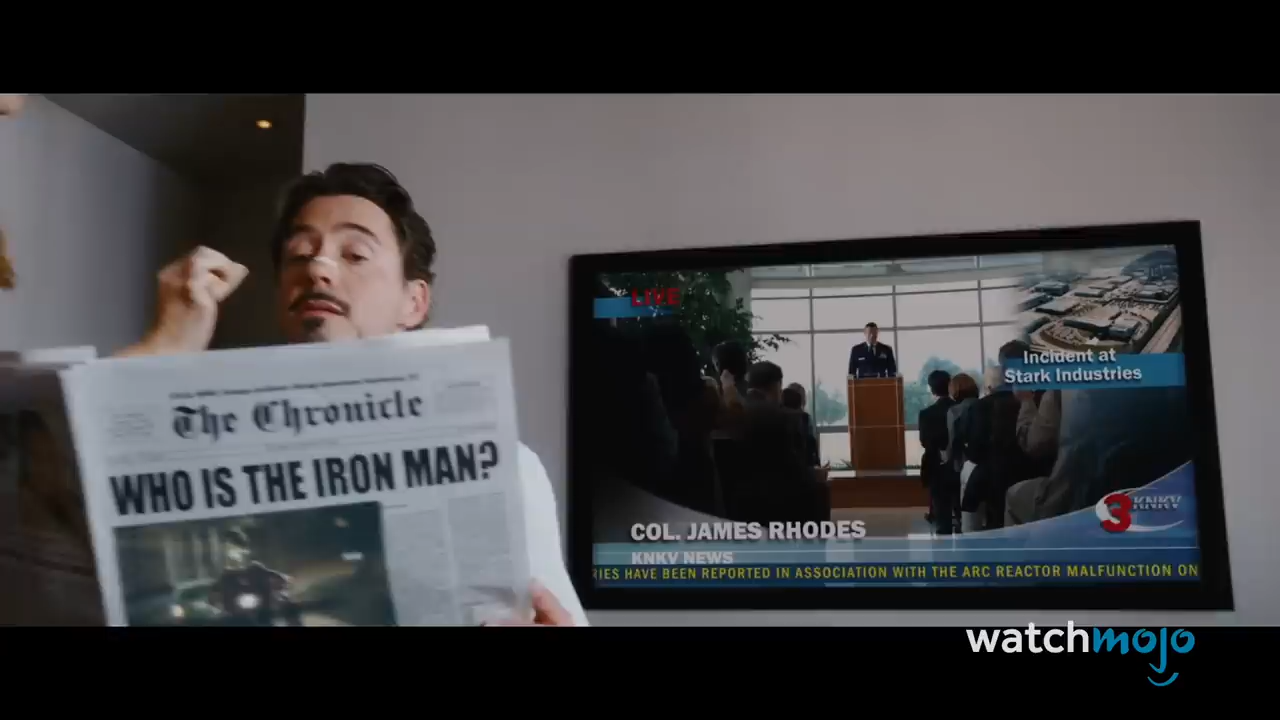 The Chronicle
WHO IS THE IRON MAN?
LIVE
Incident at
Stark Industries
3 KNKV
COL. JAMES RHODES
KNKV NEWS
RIES HAVE BEEN REPORTED IN ASSOCIATION WITH THE ARC REACTOR MALFUNCTION ON
watchmojo